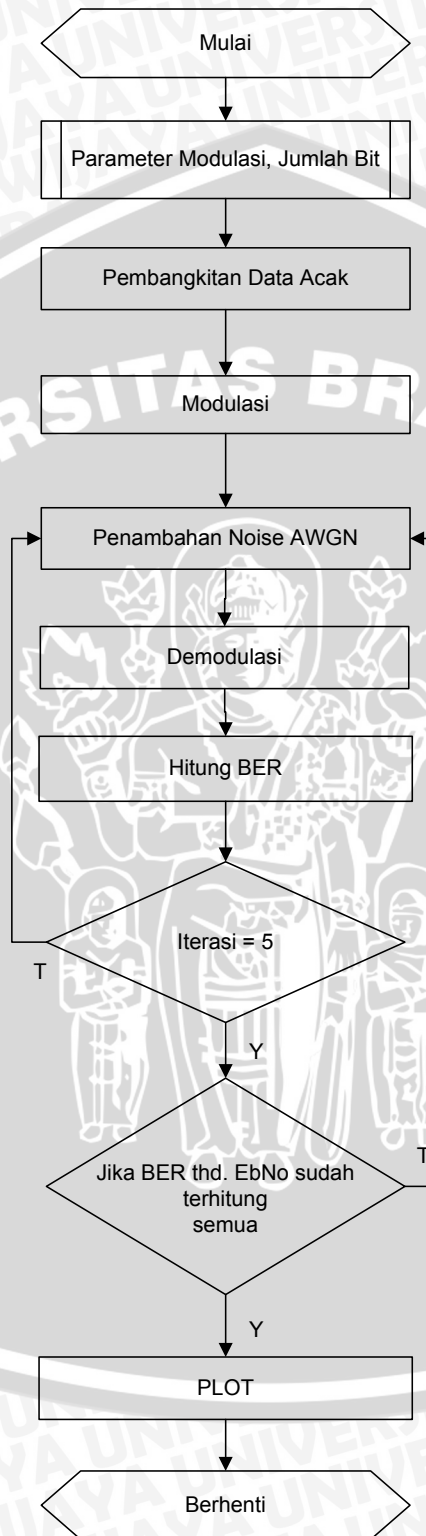 Mulai
Parameter Modulasi, Jumlah Bit
Pembangkitan Data Acak
Modulasi
Penambahan Noise AWGN
Demodulasi
Hitung BER
Iterasi = 5
T
Y
Jika BER thd. EbNo sudah
terhitung
semua
T
Y
PLOT
Berhenti